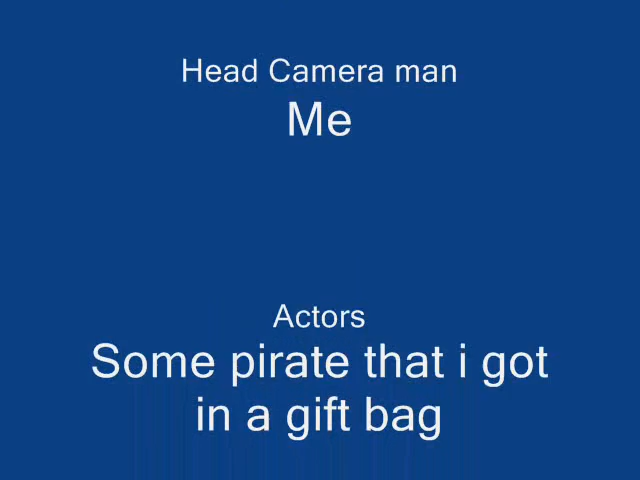 Head Camera man
Me
Actors
Some pirate that i got
in a gift bag